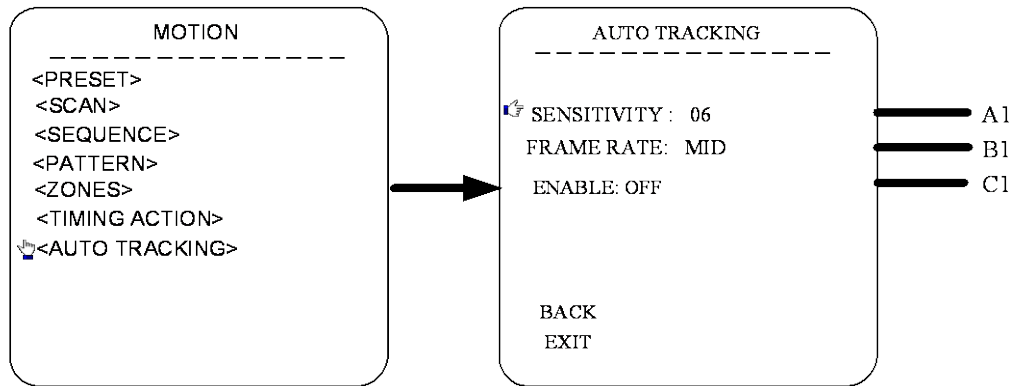 MOTION
<PRESET>
<SCAN>
<SEQUENCE>
<PATTERN>
<ZONES>
<TIMING ACTION>
<AUTO TRACKING>
AUTO TRACKING
SENSITIVITY : 06
FRAME RATE: MID
ENABLE: OFF
BACK
EXIT
A1
B1
C1